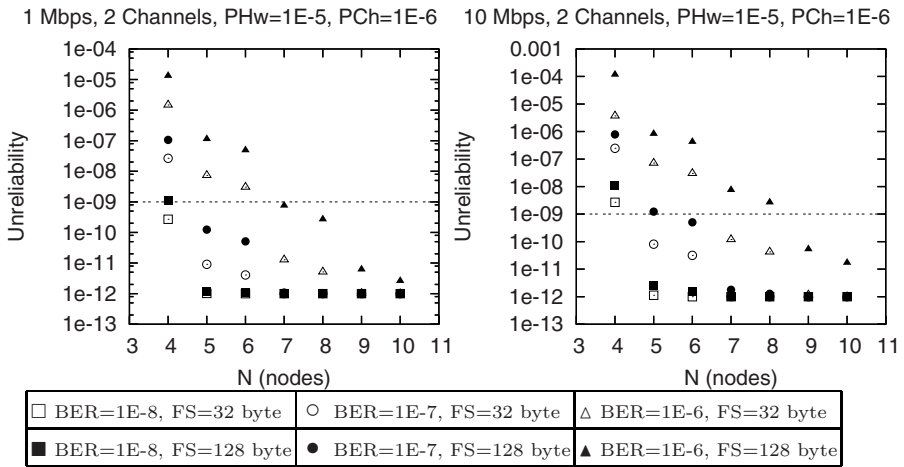 1 Mbps, 2 Channels, PHw=1E-5, PCh=1E-6
1e-04
1e-05
1e-06
1e-07
1e-08
1e-09
1e-10
1e-11
1e-12
1e-13
Unreliability
3 4 5 6 7 8 9 10 11
N (nodes)
10 Mbps, 2 Channels, PHw=1E-5, PCh=1E-6
0.001
1e-04
1e-05
1e-06
1e-07
1e-08
1e-09
1e-10
1e-11
1e-12
1e-13
Unreliability
3 4 5 6 7 8 9 10 11
N (nodes)
BER=1E-8, FS=32 byte
BER=1E-7, FS=32 byte
BER=1E-6, FS=32 byte
BER=1E-8, FS=128 byte
BER=1E-7, FS=128 byte
BER=1E-6, FS=128 byte